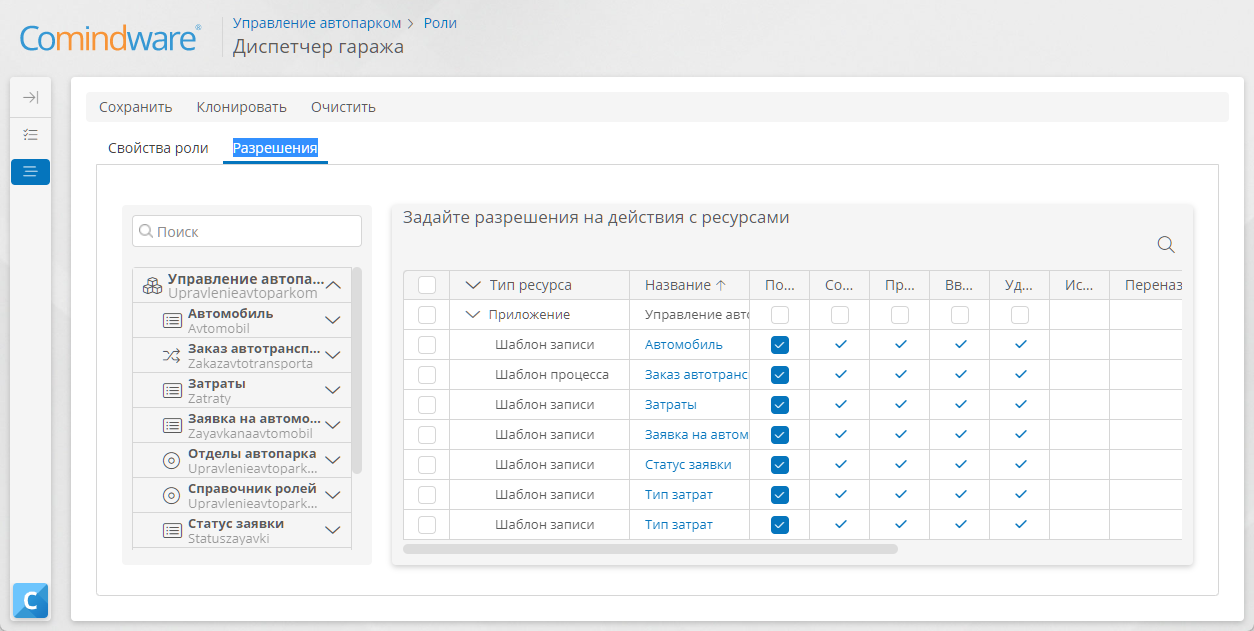 Comindware®
Управление автопарком > Роли
Диспетчер гаража
Сохранить Клонировать Очистить
Свойства роли Разрешения
Поиск
Управление автопа...
Upravlenieavtoparkom
Автомобиль
Avtomobil
Заказ автотрансп...
Zakazavtotransporta
Затраты
Zatraty
Заявка на автомо...
Zayavkanaavtomobil
Отделы автопарка
Upravlenieavtopark...
Справочник ролей
Upravlenieavtopark...
Статус заявки
Statuszayavki
Задайте разрешения на действия с ресурсами
Тип ресурса Название По... Со... Пр... Вв... Уд... Ис... Переназ
Приложение Управление авто
Шаблон записи Автомобиль
Шаблон процесса Заказ автотранс
Шаблон записи Затраты
Шаблон записи Заявка на автом
Шаблон записи Статус заявки
Шаблон записи Тип затрат
Шаблон записи Тип затрат
C